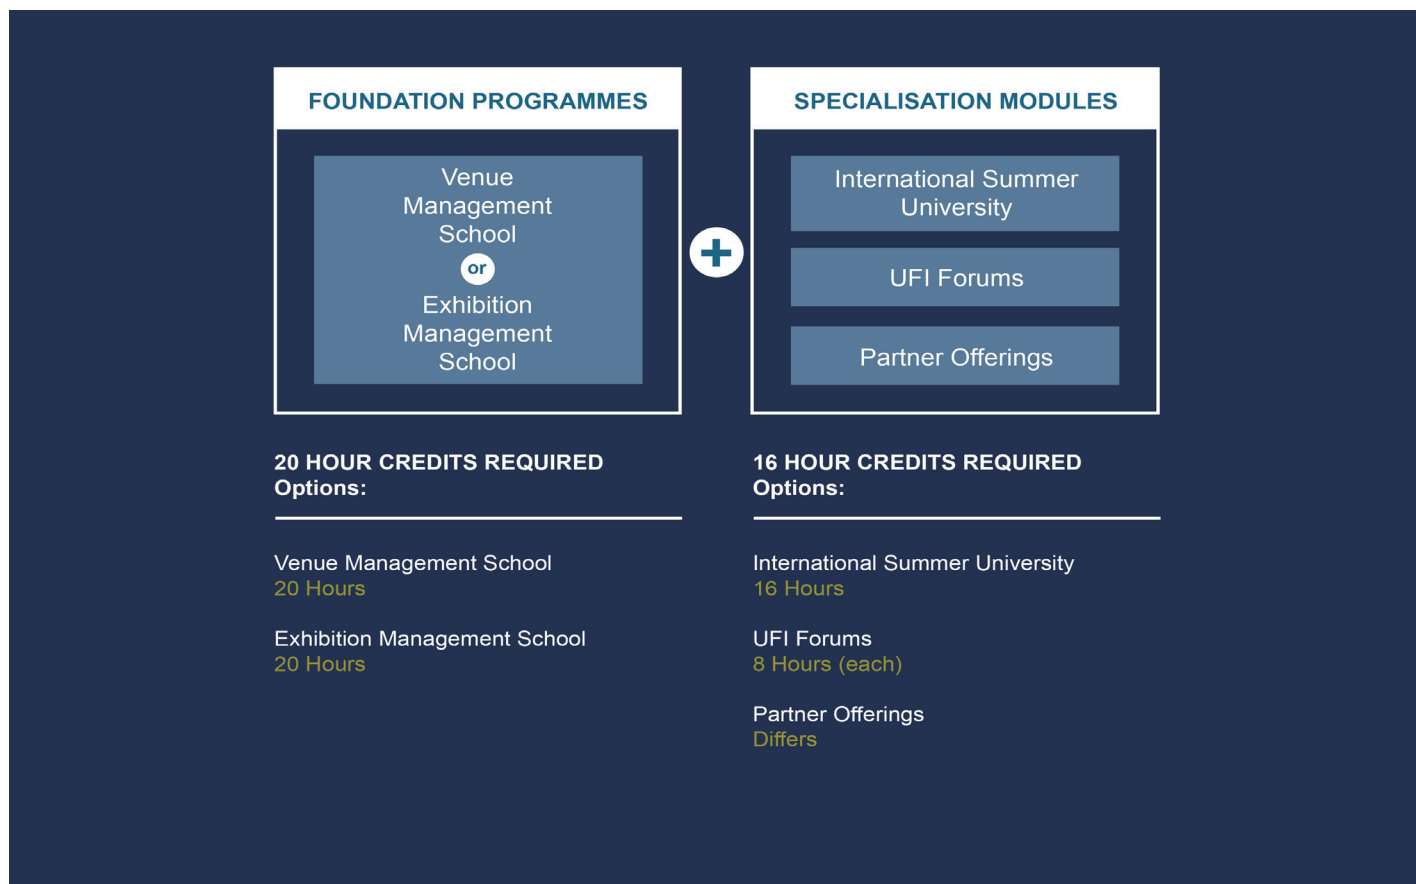 FOUNDATION PROGRAMMES
Venue
Management
School
or
Exhibition
Management
School
+
SPECIALISATION MODULES
International Summer
University
UFI Forums
Partner Offerings
20 HOUR CREDITS REQUIRED
Options:
Venue Management School
20 Hours
Exhibition Management School
20 Hours
16 HOUR CREDITS REQUIRED
Options:
International Summer University
16 Hours
UFI Forums
8 Hours (each)
Partner Offerings
Differs